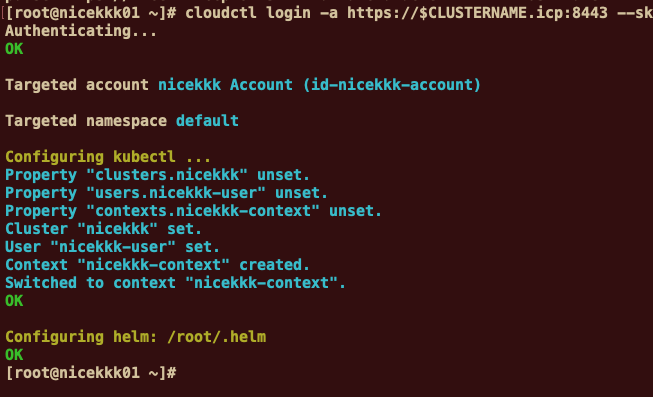 [root@nicekkk01 ~]# cloudctl login -a https://$CLUSTERNAME.icp:8443 --sk
Authenticating...
OK
Targeted account nicekkk Account (id-nicekkk-account)
Targeted namespace default
Configuring kubectl ...
Property "clusters.nicekkk" unset.
Property "users.nicekkk-user" unset.
Property "contexts.nicekkk-context" unset.
Cluster "nicekkk" set.
User "nicekkk-user" set.
Context "nicekkk-context" created.
Switched to context "nicekkk-context".
OK
Configuring helm: /root/.helm
OK
[root@nicekkk01 ~]#